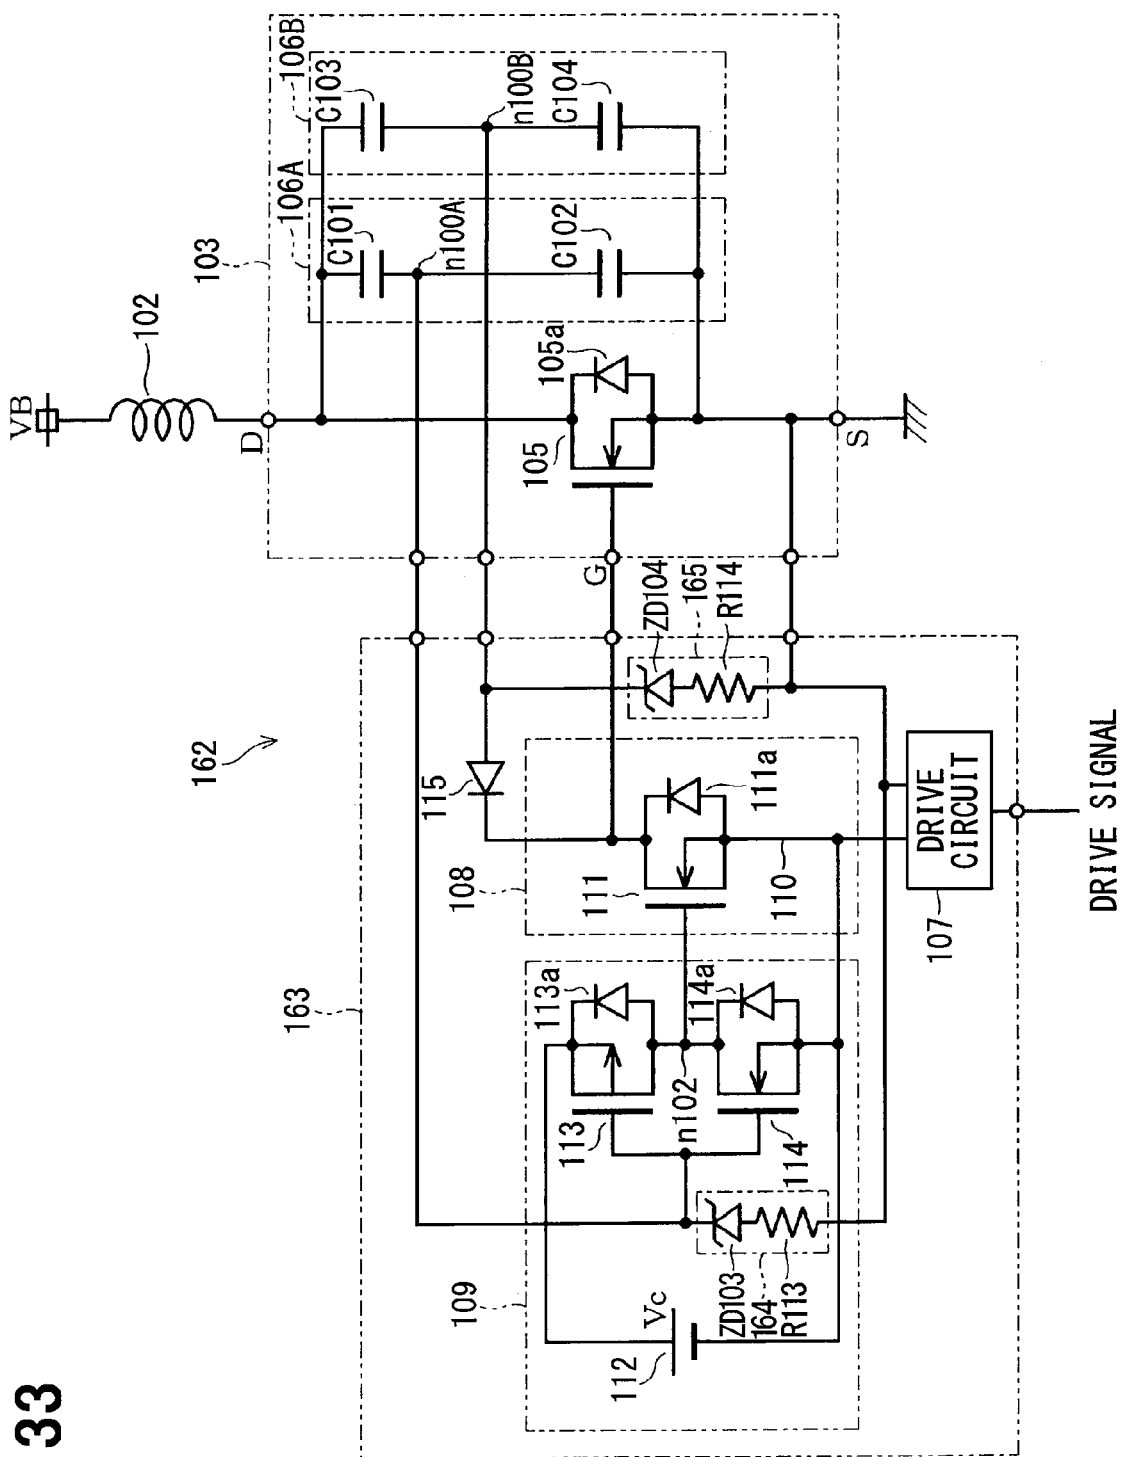 33
162
163
VB
102
103
D
106A
106B
C101
C103
n100A
n100B
C102
C104
105
105a
G
S
115
108
111
111a
110
ZD104
165
R114
109
113
113a
n102
114a
114
Vc
112
ZD103
164
R113
DRIVE
CIRCUIT
107
DRIVE SIGNAL